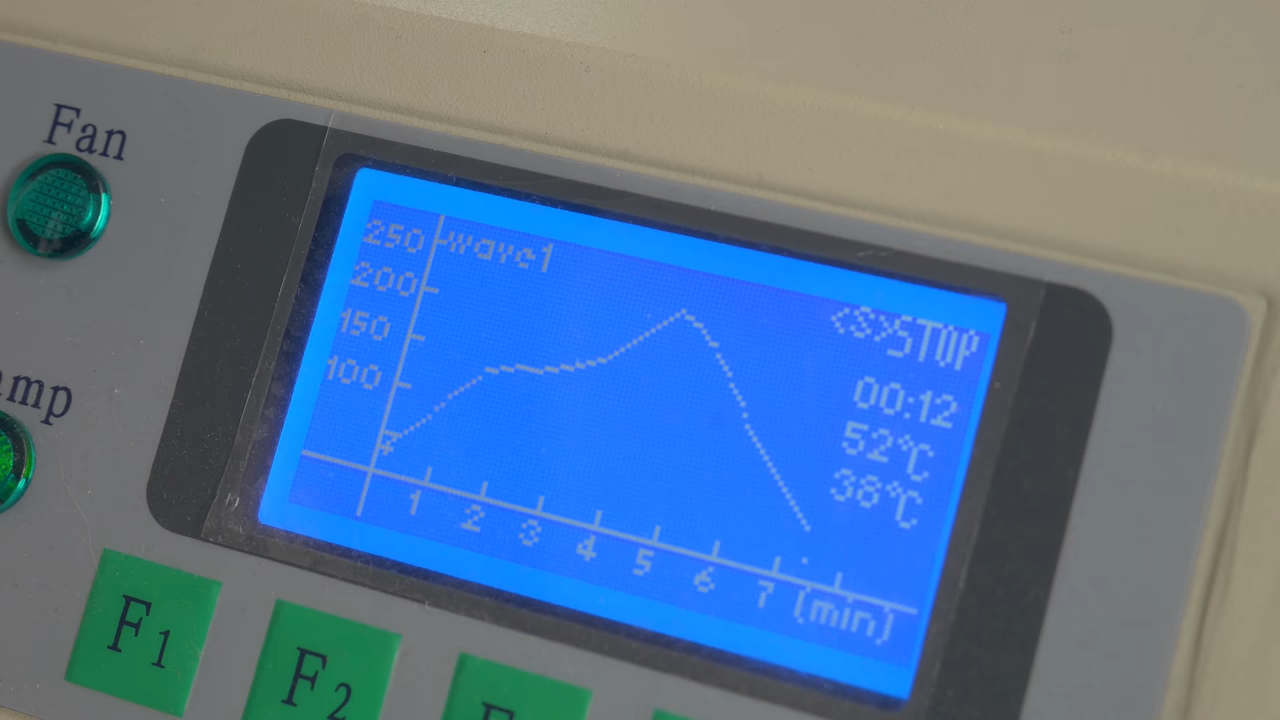 Fan
amp
250
wave1
200
150
100
<S>STOP
00:12
52℃
38℃
1 2 3 4 5 6 7 (min)
F1
F2
F